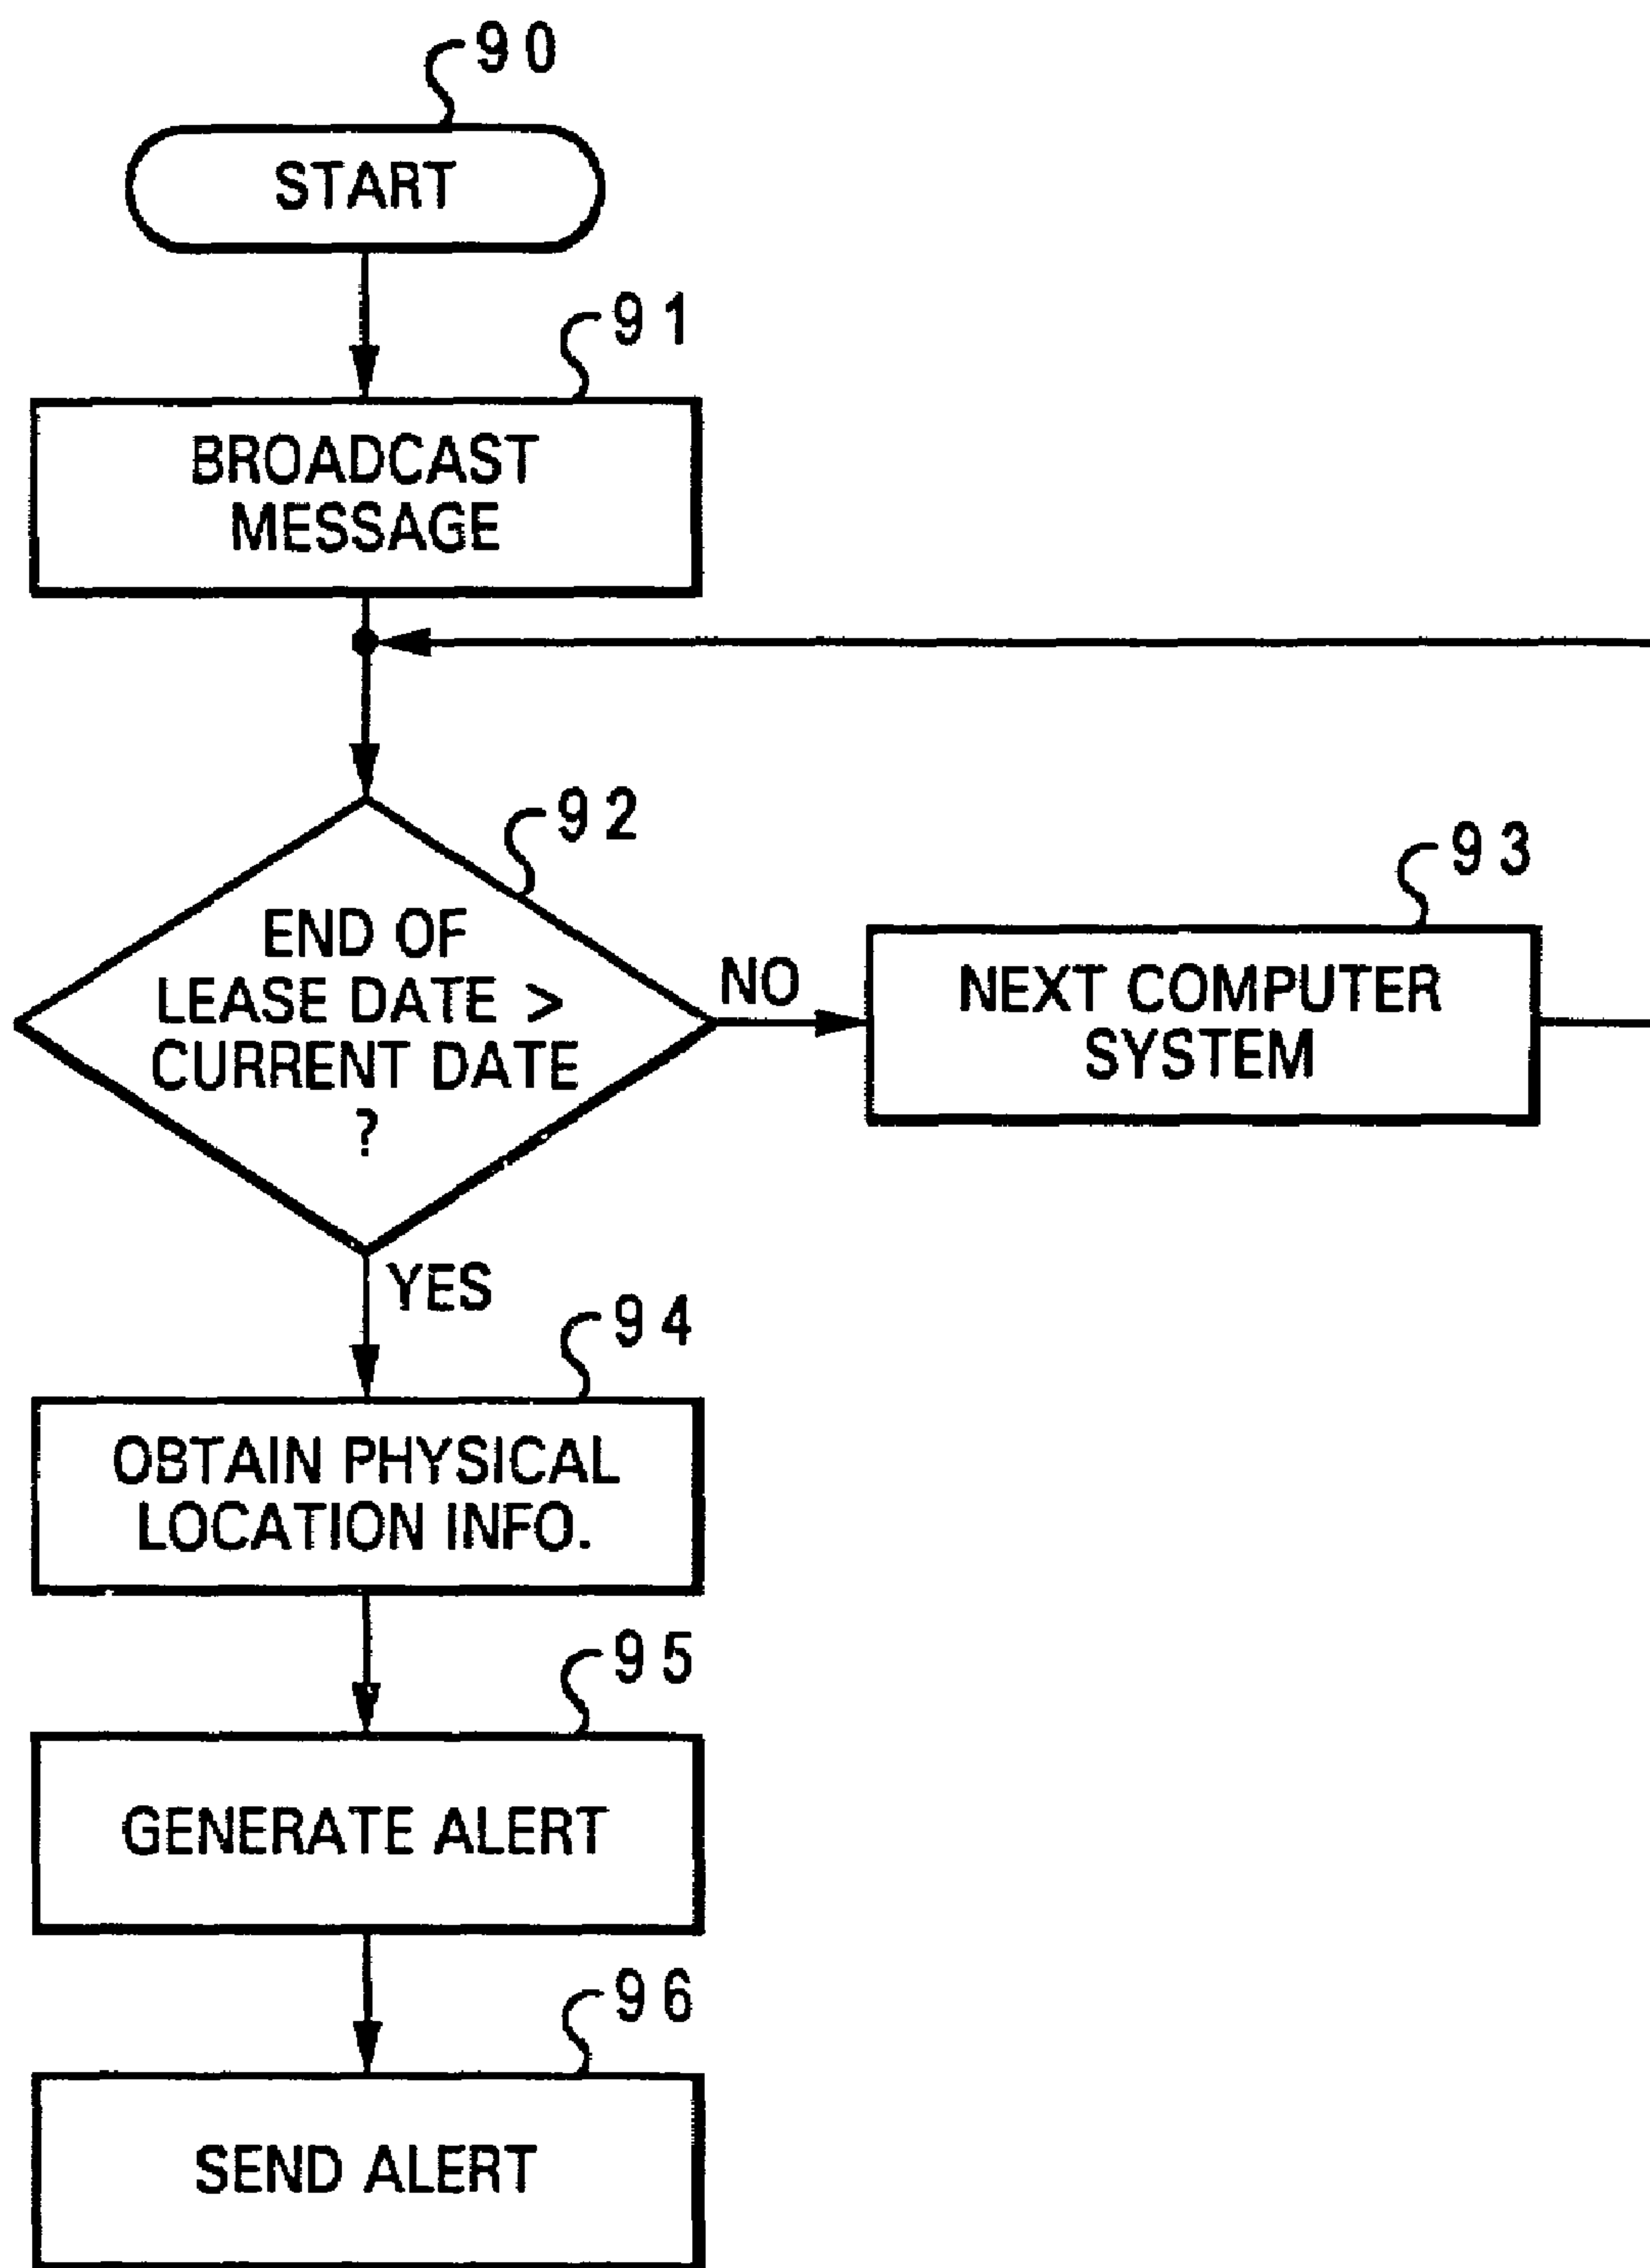 90
START
91
BROADCAST
MESSAGE
92
END OF
LEASE DATE >
CURRENT DATE
?
NO
93
NEXT COMPUTER
SYSTEM
YES
94
OBTAIN PHYSICAL
LOCATION INFO.
95
GENERATE ALERT
96
SEND ALERT